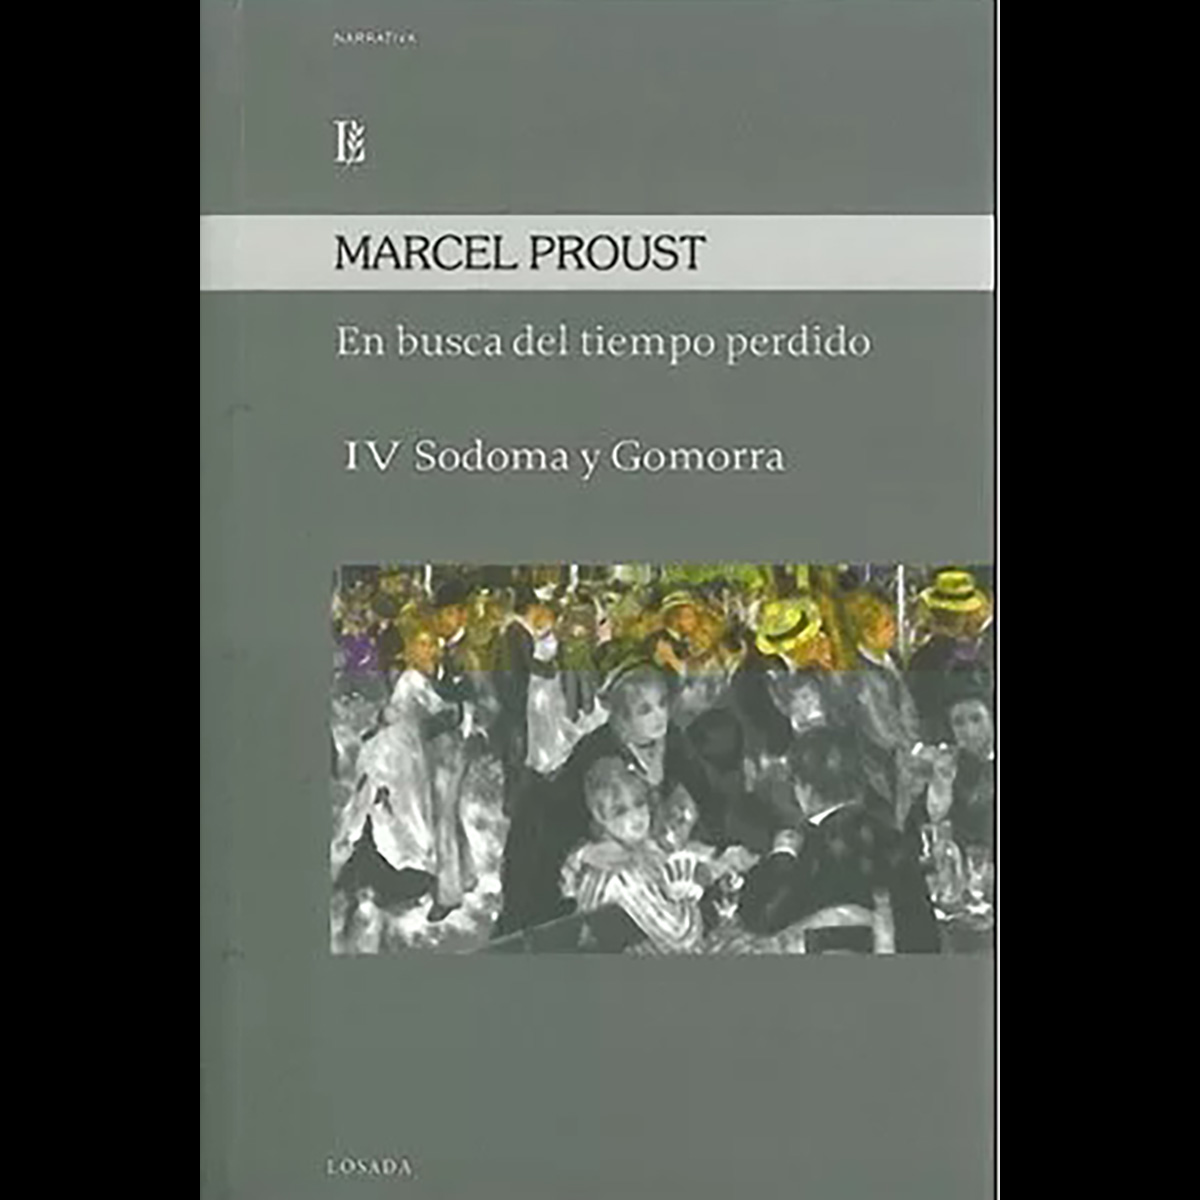 NARRATIVA
MARCEL PROUST
En busca del tiempo perdido
IV Sodoma y Gomorra
LOSADA